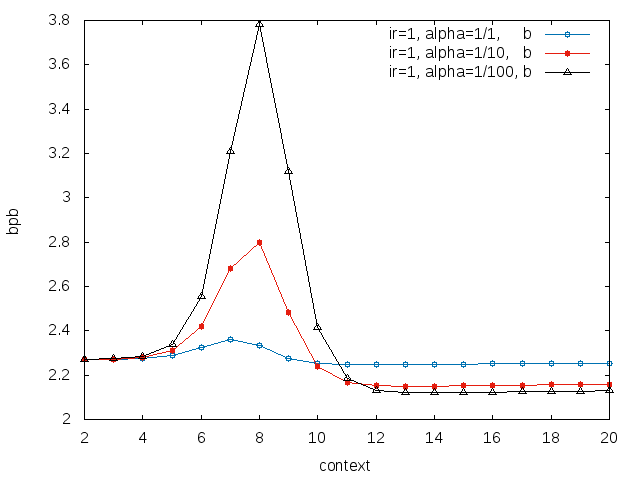 4
3.8
3.6
3.4
3.2
3
2.8
2.6
2.4
2.2
2
bpb
ir=1, alpha=1/1, b
ir=1, alpha=1/10, b
ir=1, alpha=1/100, b
2 4 6 8 10 12 14 16 18 20
context